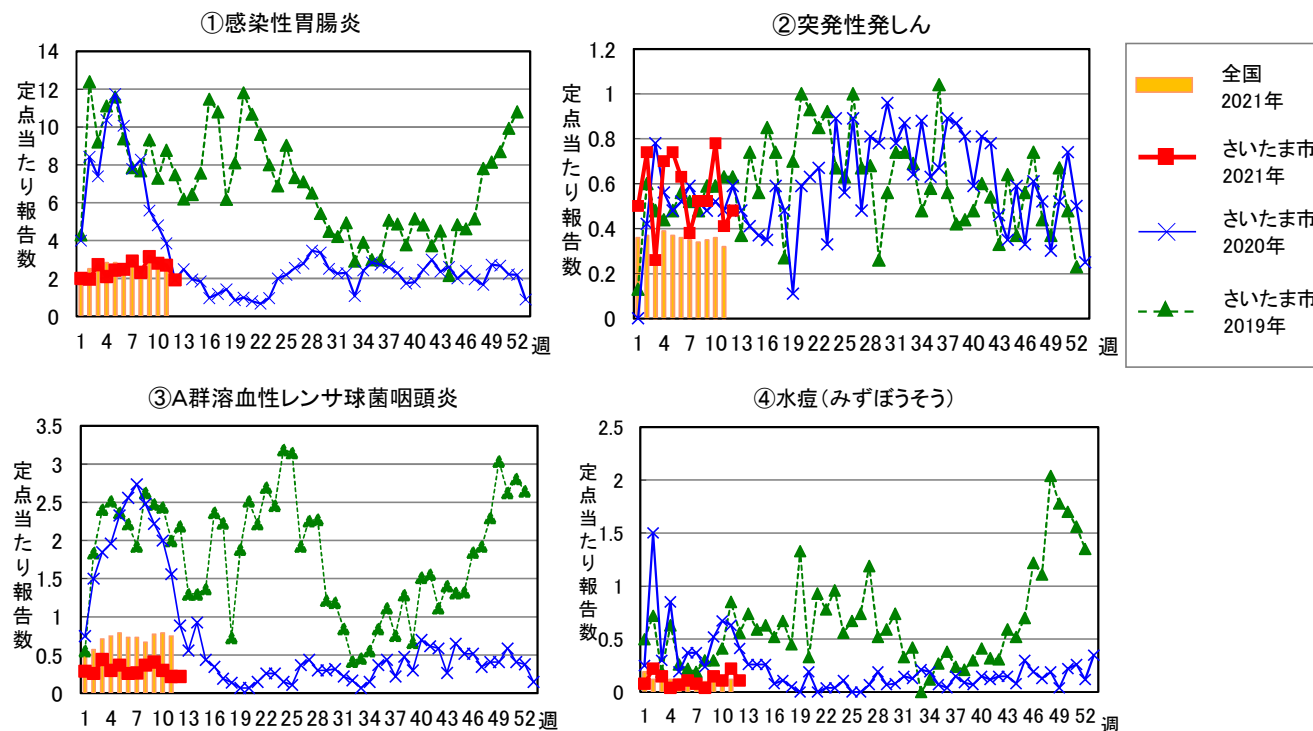 ①感染性胃腸炎
定点当たり報告数
14
12
10
8
6
4
2
0
1 4 7 10 13 16 19 22 25 28 31 34 37 40 43 46 49 52 週
②突発性発しん
定点当たり報告数
1.2
1
0.8
0.6
0.4
0.2
0
1 4 7 10 13 16 19 22 25 28 31 34 37 40 43 46 49 52 週
全国
2021年
さいたま市
2021年
さいたま市
2020年
さいたま市
2019年
③A群溶血性レンサ球菌咽頭炎
定点当たり報告数
3.5
3
2.5
2
1.5
1
0.5
0
1 4 7 10 13 16 19 22 25 28 31 34 37 40 43 46 49 52 週
④水痘(みずぼうそう)
定点当たり報告数
2.5
2
1.5
1
0.5
0
1 4 7 10 13 16 19 22 25 28 31 34 37 40 43 46 49 52 週